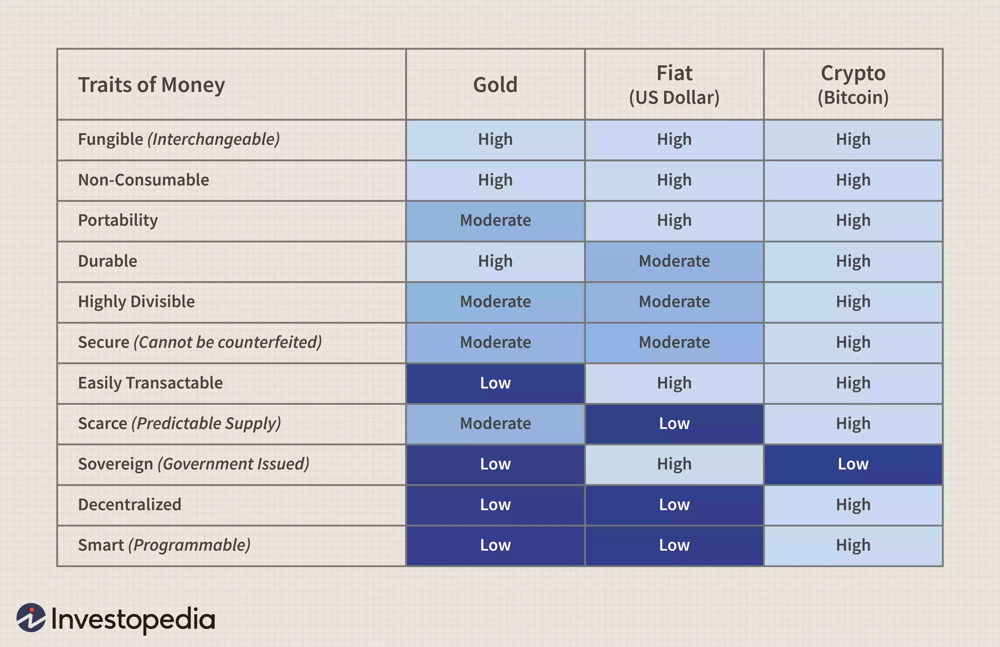 Traits of Money Gold Fiat (US Dollar) Crypto (Bitcoin)
Fungible (Interchangeable) High High High
Non-Consumable High High High
Portability Moderate High High
Durable High Moderate High
Highly Divisible Moderate Moderate High
Secure (Cannot be counterfeited) Moderate Moderate High
Easily Transactable Low High High
Scarce (Predictable Supply) Moderate Low High
Sovereign (Government Issued) Low High Low
Decentralized Low Low High
Smart (Programmable) Low Low High
Investopedia